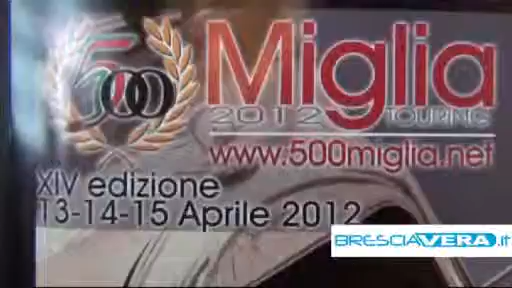 500 Miglia
2012 TOURING
www.500miglia.net
XIV edizione
13-14-15 Aprile 2012
BRESCIAVERA.it